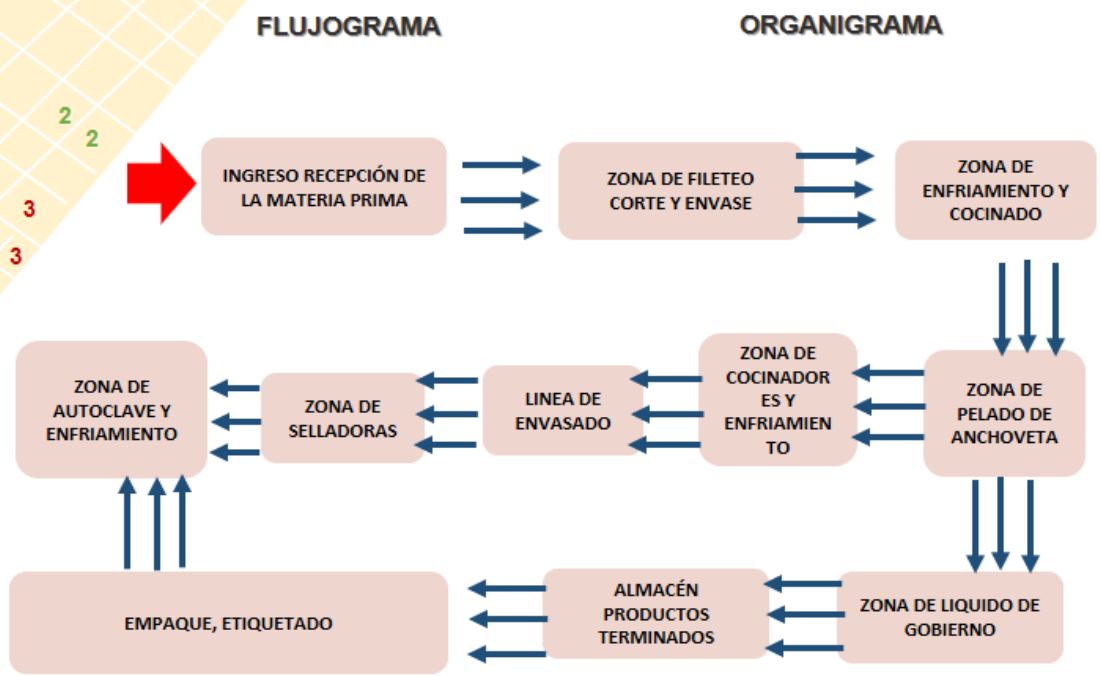 FLUJOGRAMA
ORGANIGRAMA
2
2
3
3
INGRESO RECEPCIÓN DE
LA MATERIA PRIMA
ZONA DE FILETEO
CORTE Y ENVASE
ZONA DE
ENFRIAMIENTO Y
COCINADO
ZONA DE
AUTOCLAVE Y
ENFRIAMIENTO
ZONA DE
SELLADORAS
LINEA DE
ENVASADO
ZONA DE
COCINADOR
ES Y
ENFRIAMIEN
TO
ZONA DE
PELADO DE
ANCHOVETA
EMPAQUE, ETIQUETADO
ALMACÉN
PRODUCTOS
TERMINADOS
ZONA DE LIQUIDO DE
GOBIERNO